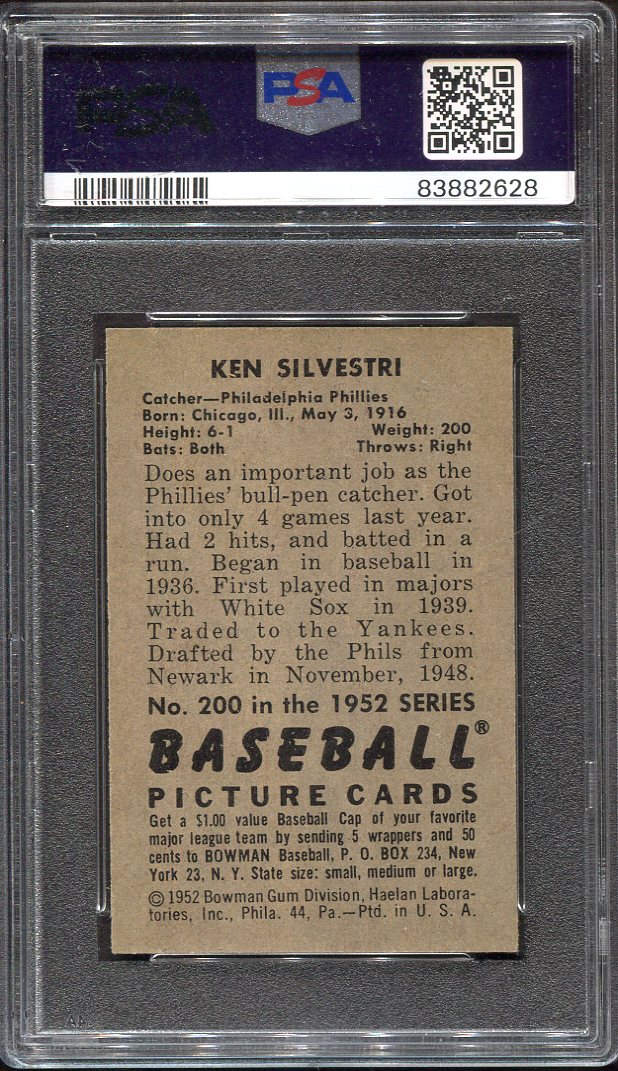 PSA
PSA
83882628
KEN SILVESTRI
Catcher—Philadelphia Phillies
Born: Chicago, Ill., May 3, 1916
Height: 6-1 Weight: 200
Bats: Both Throws: Right
Does an important job as the
Phillies' bull-pen catcher. Got
into only 4 games last year.
Had 2 hits, and batted in a
run. Began in baseball in
1936. First played in majors
with White Sox in 1939.
Traded to the Yankees.
Drafted by the Phils from
Newark in November, 1948.
No. 200 in the 1952 SERIES
BASEBALL®
PICTURE CARDS
Get a $1.00 value Baseball Cap of your favorite
major league team by sending 5 wrappers and 50
cents to BOWMAN Baseball, P. O. BOX 234, New
York 23, N. Y. State size: small, medium or large.
© 1952 Bowman Gum Division, Haelan Labora-
tories, Inc., Phila. 44, Pa.—Ptd. in U. S. A.